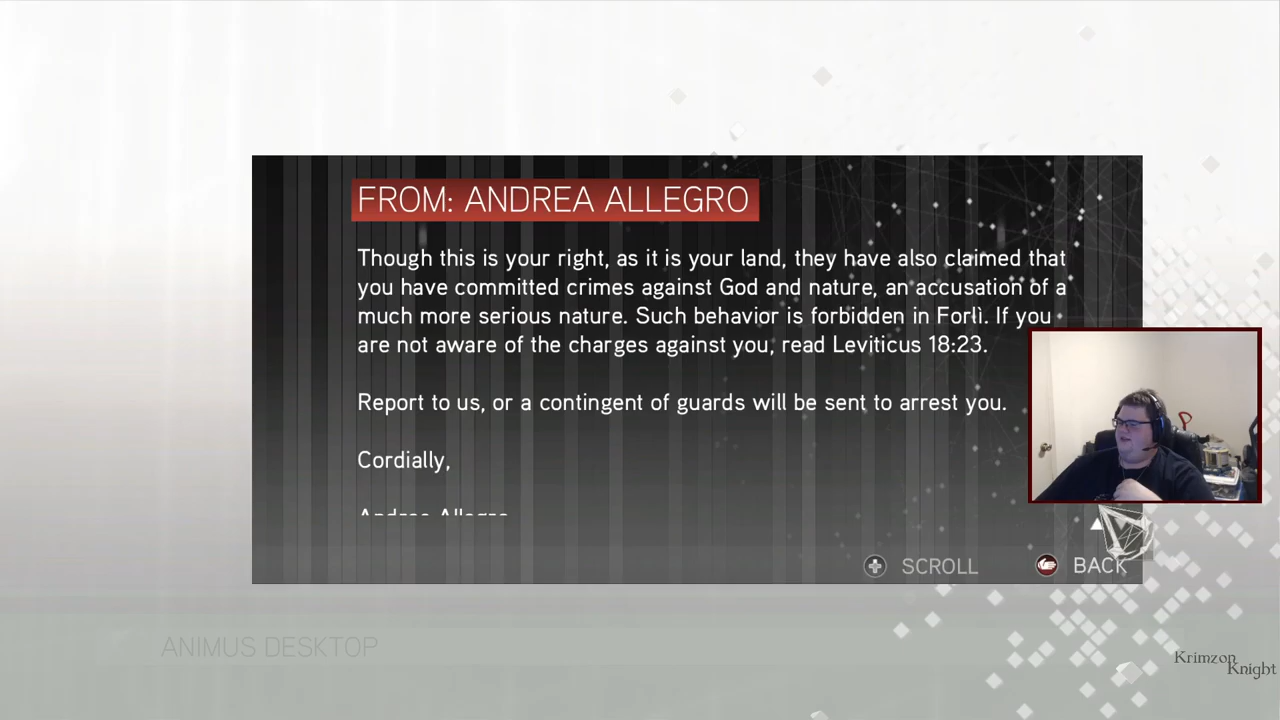 FROM: ANDREA ALLEGRO
Though this is your right, as it is your land, they have also claimed that
you have committed crimes against God and nature, an accusation of a
much more serious nature. Such behavior is forbidden in Forlì. If you
are not aware of the charges against you, read Leviticus 18:23.
Report to us, or a contingent of guards will be sent to arrest you.
Cordially,
Andrea Allegro
SCROLL
BACK
ANIMUS DESKTOP
Krimzon
Knight